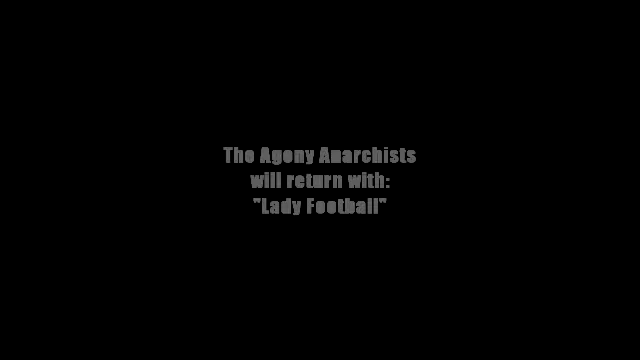 The Agony Anarchists
will return with:
"Lady Football"